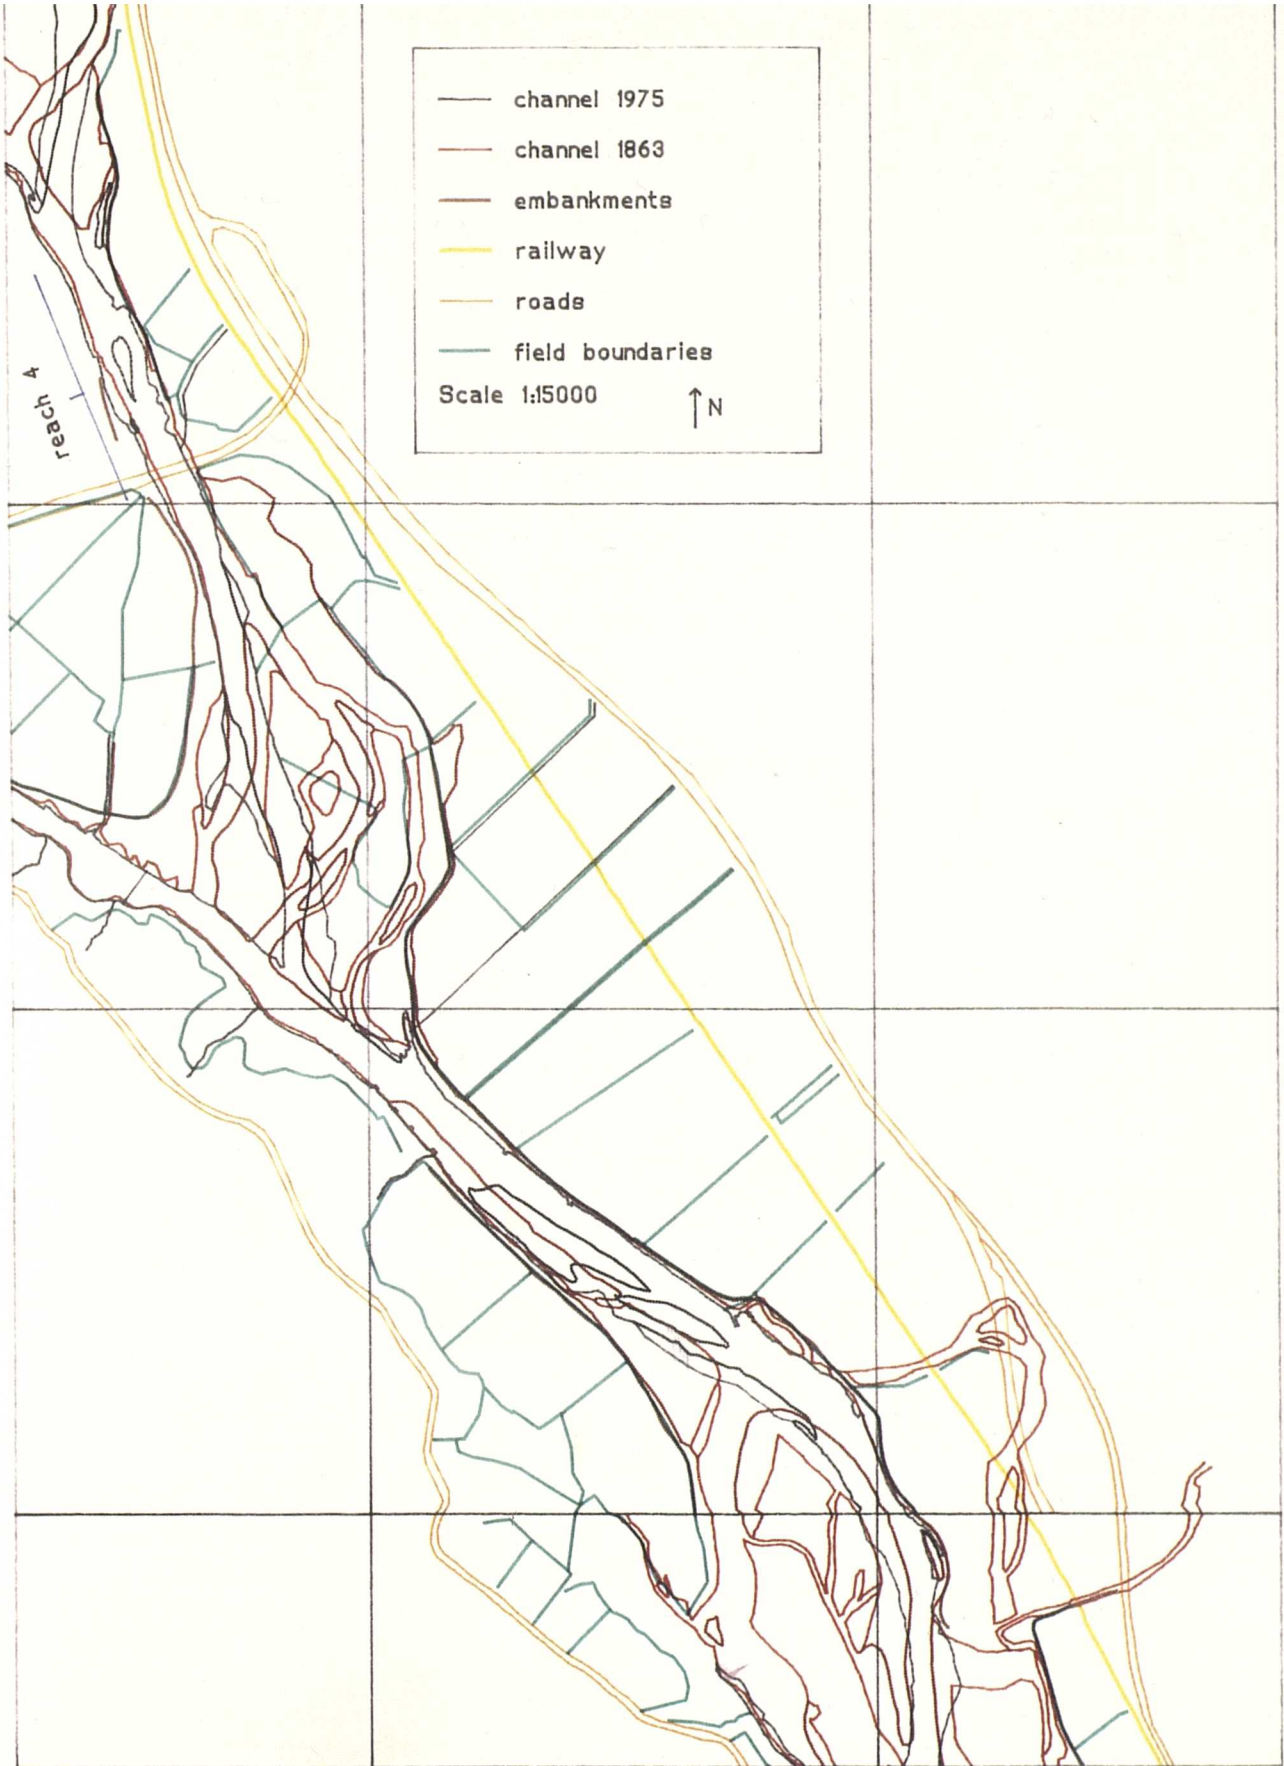 channel 1975
channel 1863
embankments
railway
roads
field boundaries
Scale 1:15000
N
reach 4